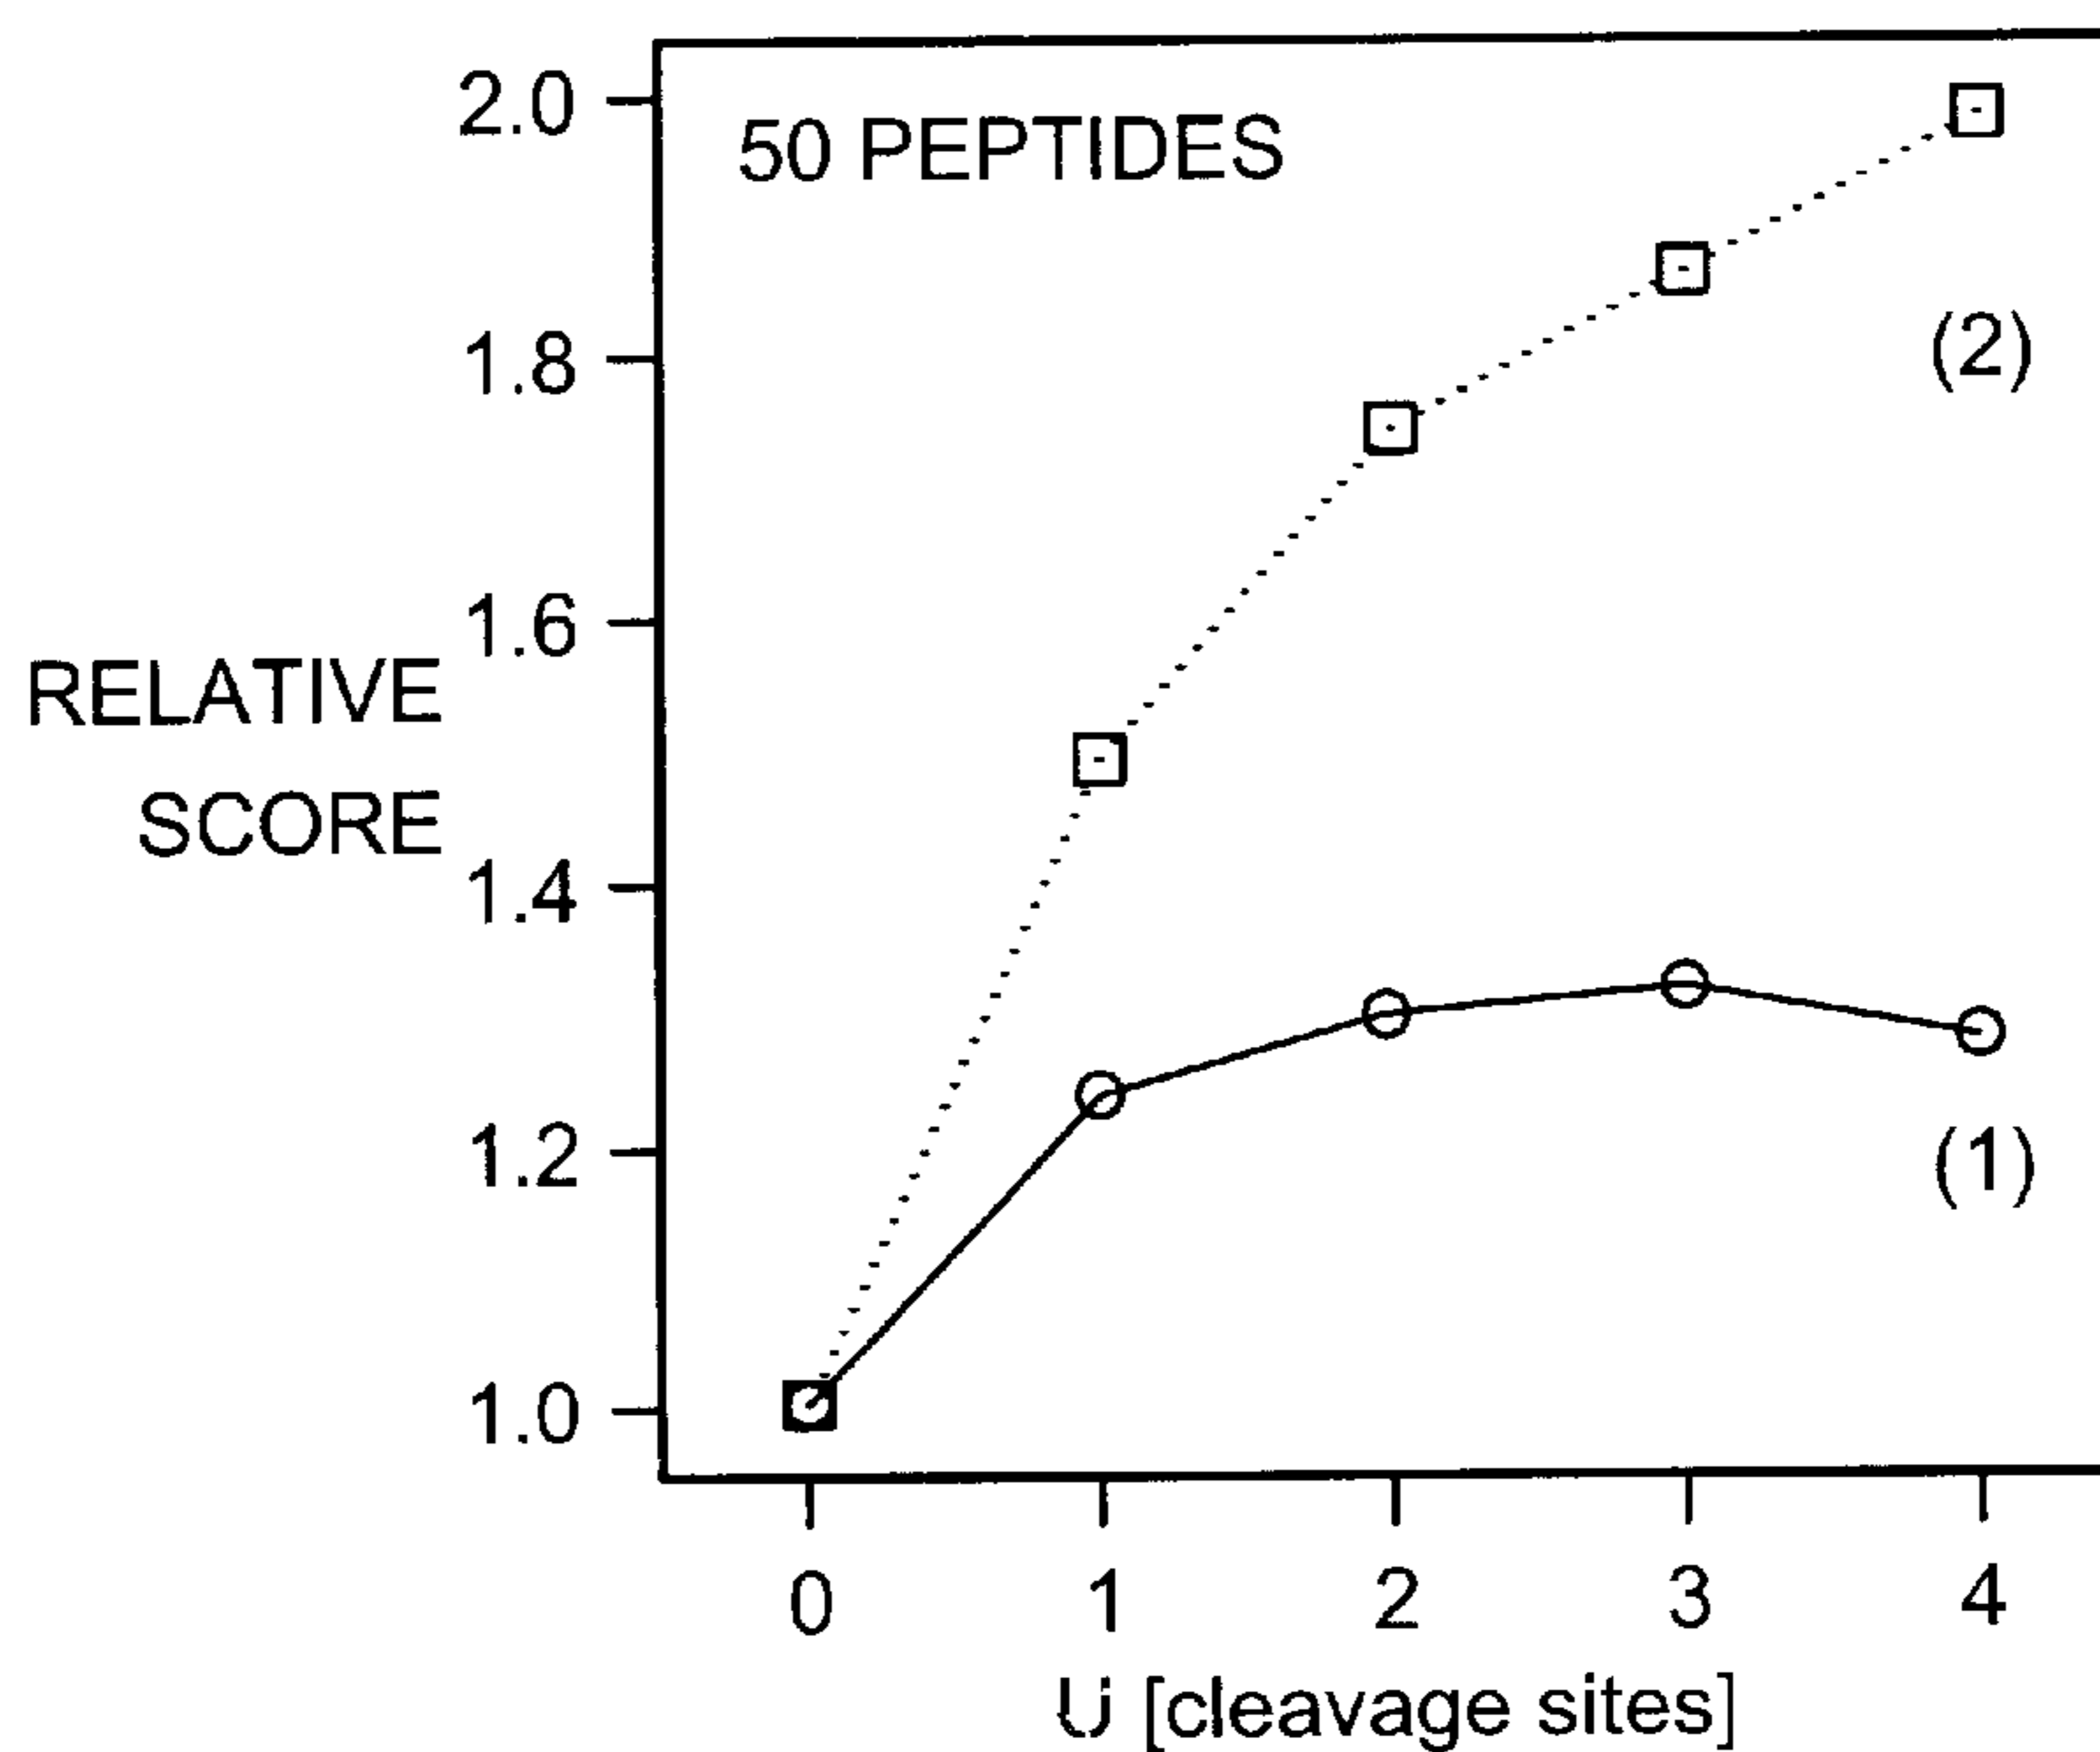 2.0
50 PEPTIDES
1.8
(2)
1.6
RELATIVE
SCORE
1.4
1.2
(1)
1.0
0 1 2 3 4
U [cleavage sites]